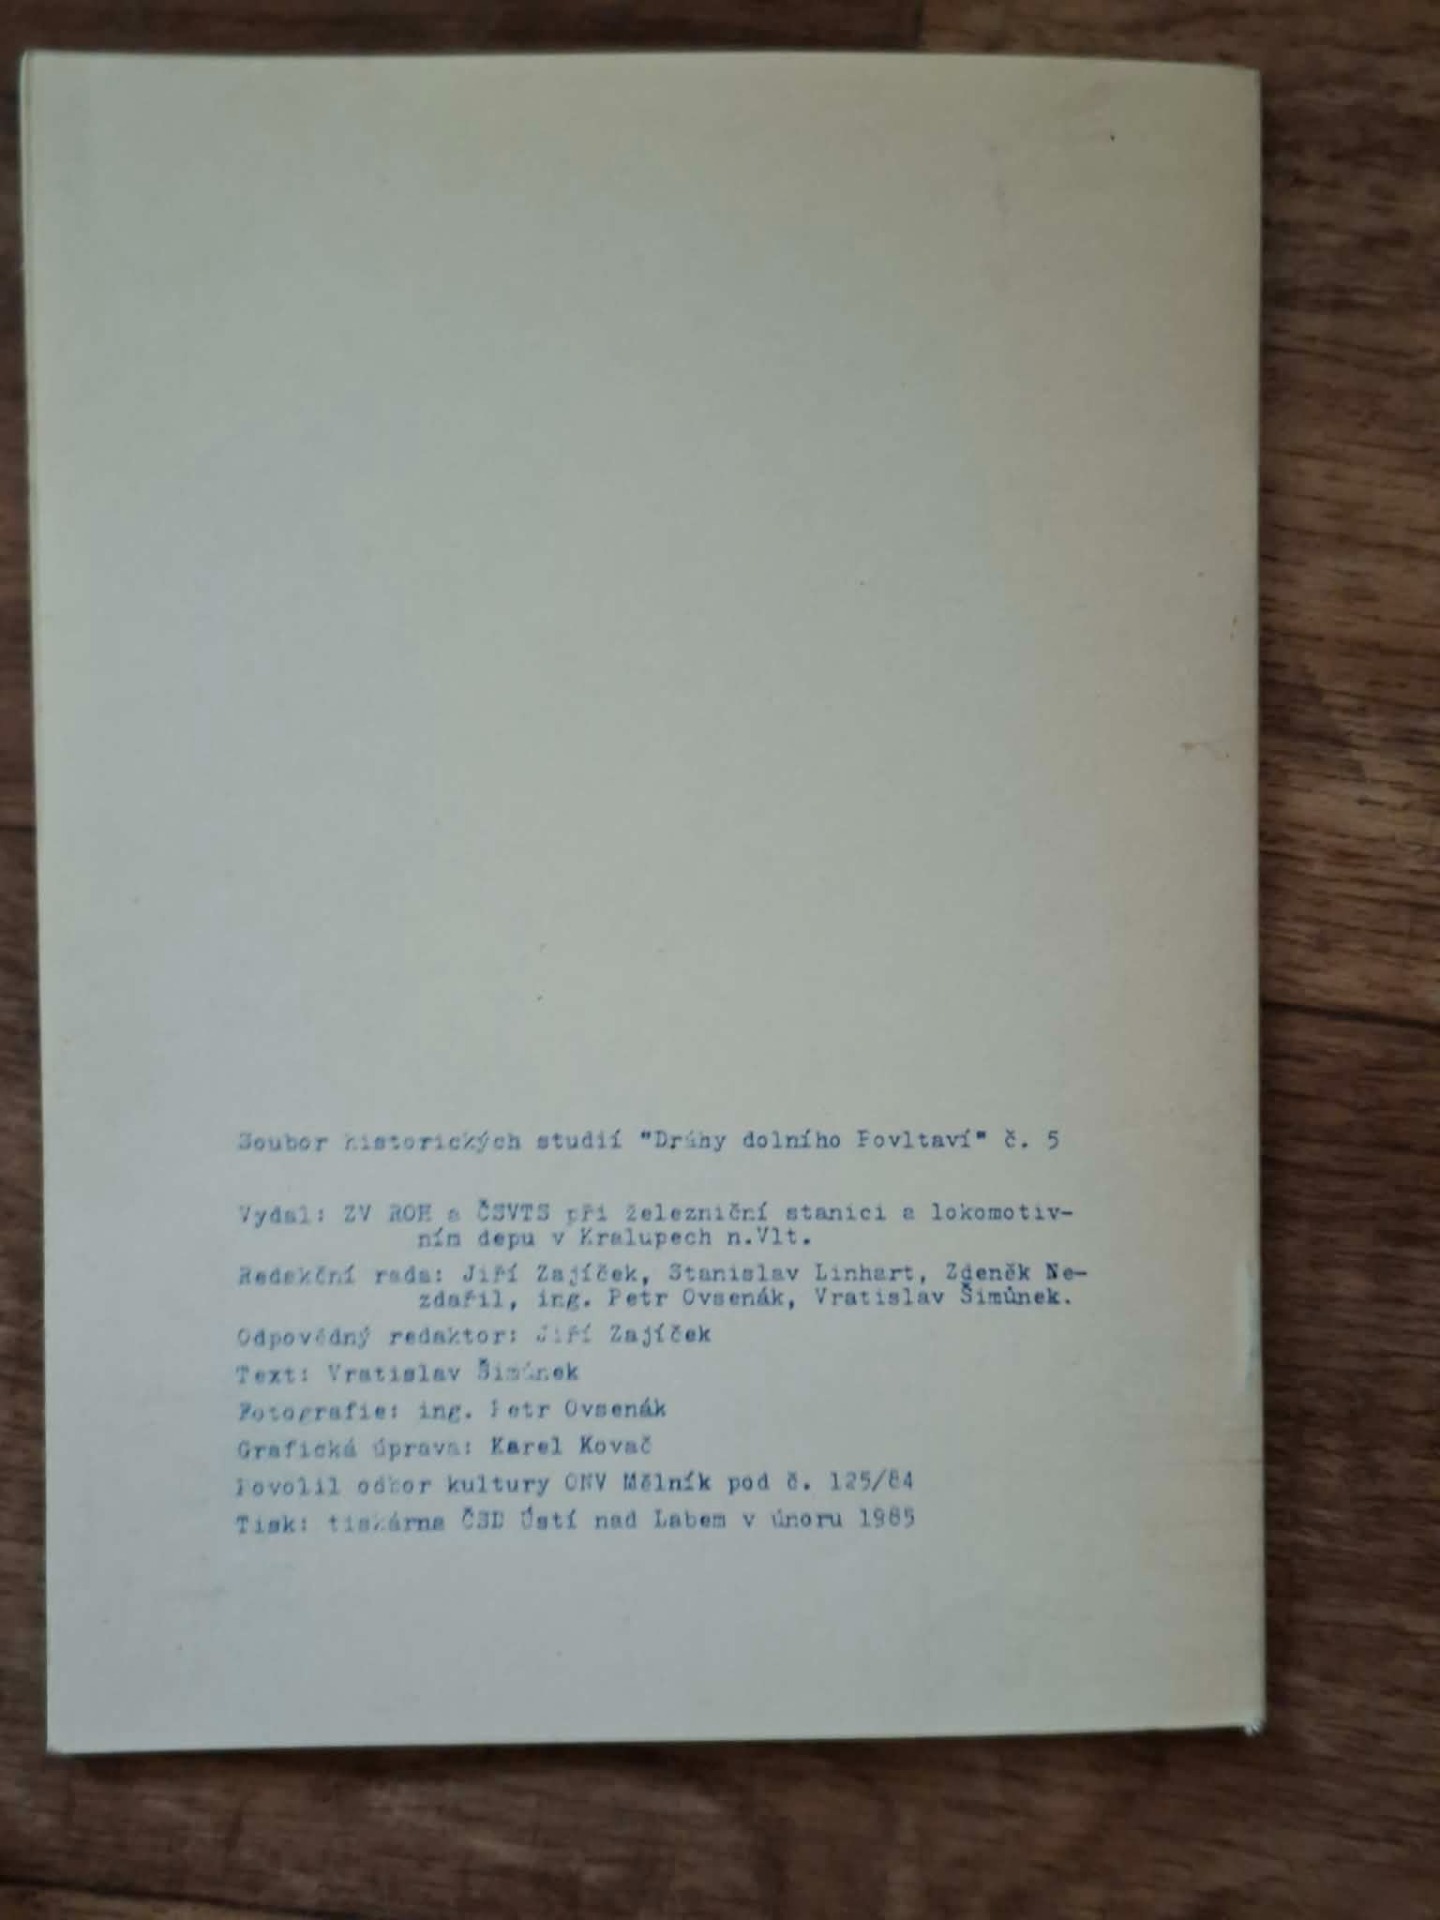 Soubor historických studií "Dráhy dolního Povltaví" č. 5
Vydal: ZV ROH a ČSVTS při železniční stanici a lokomotiv-
ním depu v Kralupech n.Vlt.
Redakční rada: Jiří Zajíček, Stanislav Linhart, Zdeněk Ne-
zdařil, ing. Petr Ovsenák, Vratislav Šimůnek.
Odpovědný redaktor: Jiří Zajíček
Text: Vratislav Šimůnek
Fotografie: ing. Petr Ovsenák
Grafická úprava: Karel Kovač
Povolil odbor kultury ONV Mělník pod č. 125/84
Tisk: tiskárna ČSD Ústí nad Labem v únoru 1985